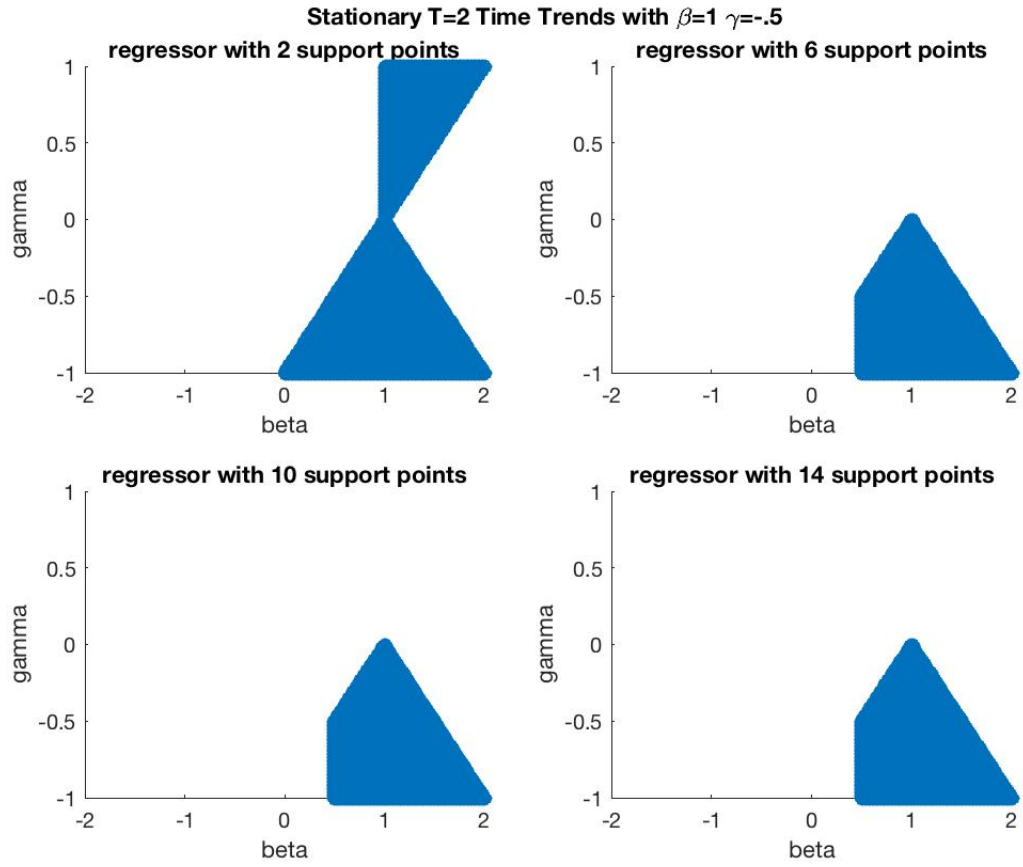 Stationary T=2 Time Trends with β=1 γ=-.5
regressor with 2 support points
1
0.5
0
-0.5
-1
gamma
-2 -1 0 1 2
beta
regressor with 6 support points
1
0.5
0
-0.5
-1
gamma
-2 -1 0 1 2
beta
regressor with 10 support points
1
0.5
0
-0.5
-1
gamma
-2 -1 0 1 2
beta
regressor with 14 support points
1
0.5
0
-0.5
-1
gamma
-2 -1 0 1 2
beta